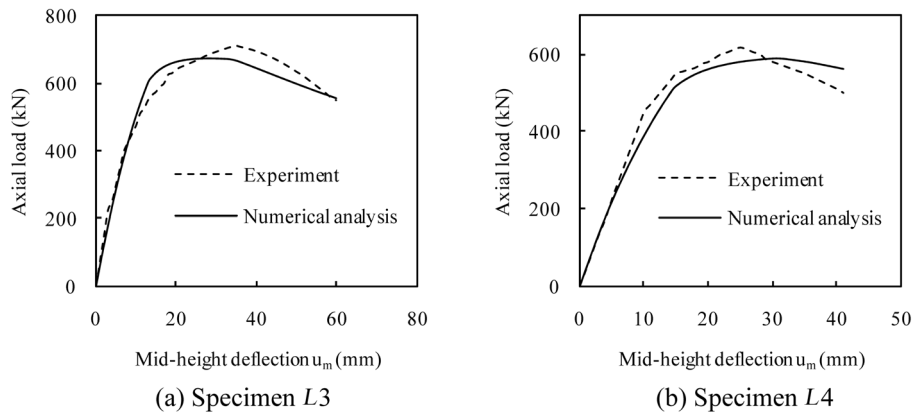 800
600
400
200
0
Axial load (kN)
Experiment
Numerical analysis
0 20 40 60 80
Mid-height deflection um (mm)
(a) Specimen L3
600
400
200
0
Axial load (kN)
Experiment
Numerical analysis
0 10 20 30 40 50
Mid-height deflection um (mm)
(b) Specimen L4